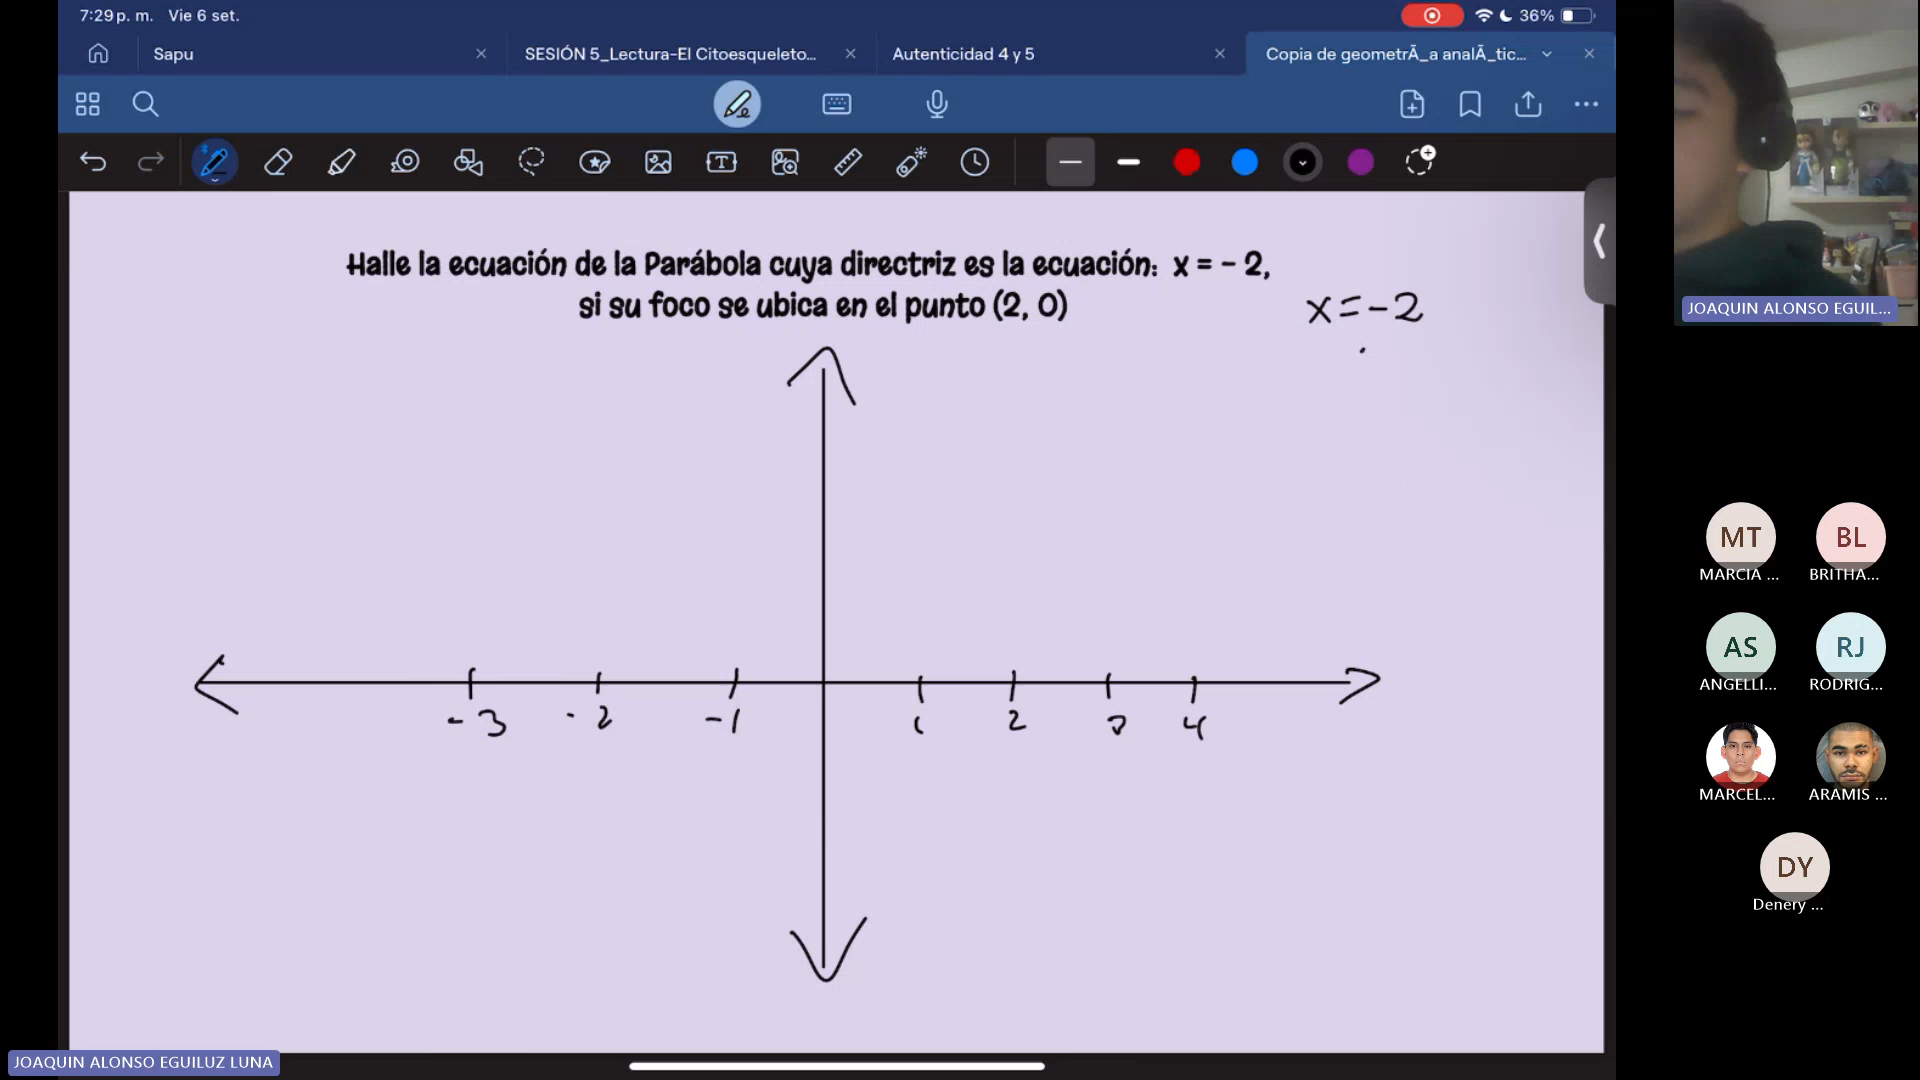 7:29 p. m. Vie 6 set.
36%
Sapu
SESIÓN 5_Lectura-El Citoesqueleto...
Autenticidad 4 y 5
Copia de geometrÃ_a analÃ_tic...
Halle la ecuación de la Parábola cuya directriz es la ecuación: x = - 2,
si su foco se ubica en el punto (2, 0)
x = -2
-3 -2 -1 1 2 3 4
JOAQUIN ALONSO EGUIL...
MT BL
MARCIA ... BRITHA...
AS RJ
ANGELLI... RODRIG...
MARCEL... ARAMIS ...
DY
Denery ...
JOAQUIN ALONSO EGUILUZ LUNA